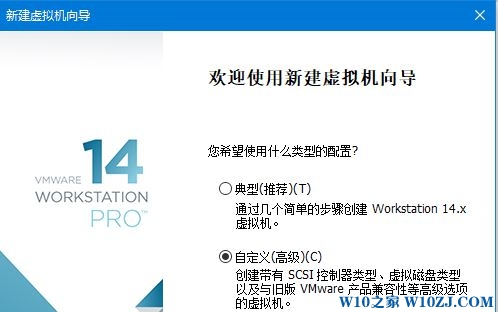 新建虚拟机向导
欢迎使用新建虚拟机向导
VMWARE 14
WORKSTATION
PRO™
您希望使用什么类型的配置?
典型(推荐)(T)
通过几个简单的步骤创建 Workstation 14.x
虚拟机。
自定义(高级)(C)
创建带有 SCSI 控制器类型、虚拟磁盘类型
以及与旧版 VMware 产品兼容性等高级选项
的虚拟机。
W10之家 W10ZJ.COM